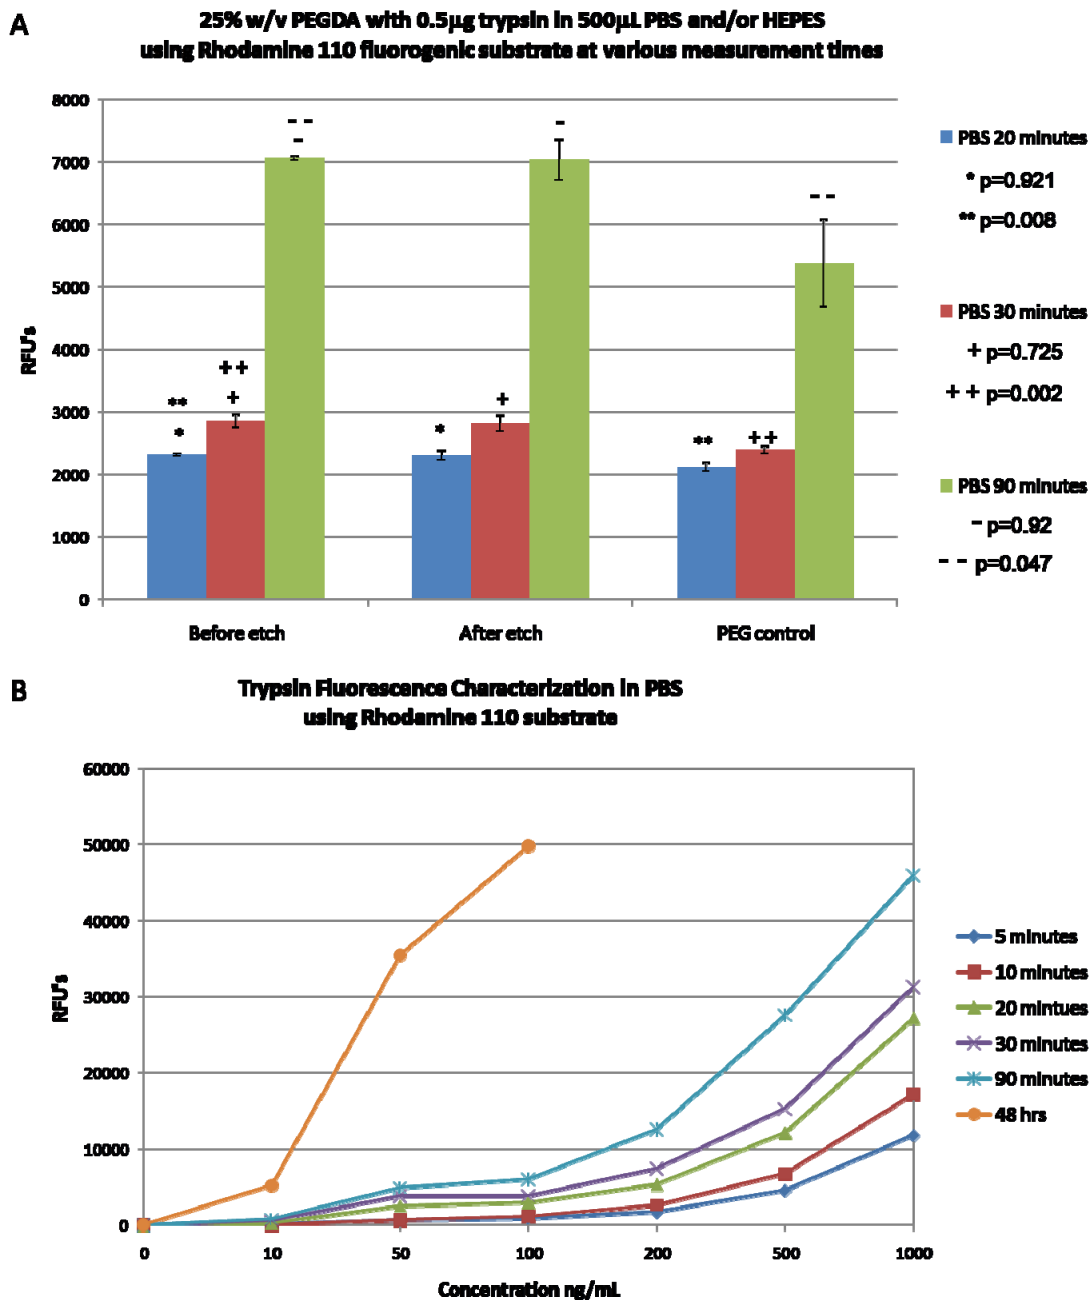 A
25% w/v PEGDA with 0.5µg trypsin in 500µL PBS and/or HEPES
using Rhodamine 110 fluorogenic substrate at various measurement times
8000
7000
6000
5000
4000
3000
2000
1000
0
RFU's
** 
*
++
+
--
-
*
+
-
**
++
--
Before etch
After etch
PEG control
PBS 20 minutes
* p=0.921
** p=0.008
PBS 30 minutes
+ p=0.725
++ p=0.002
PBS 90 minutes
- p=0.92
-- p=0.047
B
Trypsin Fluorescence Characterization in PBS
using Rhodamine 110 substrate
60000
50000
40000
30000
20000
10000
0
RFU's
0 10 50 100 200 500 1000
Concentration ng/mL
5 minutes
10 minutes
20 mintues
30 minutes
90 minutes
48 hrs